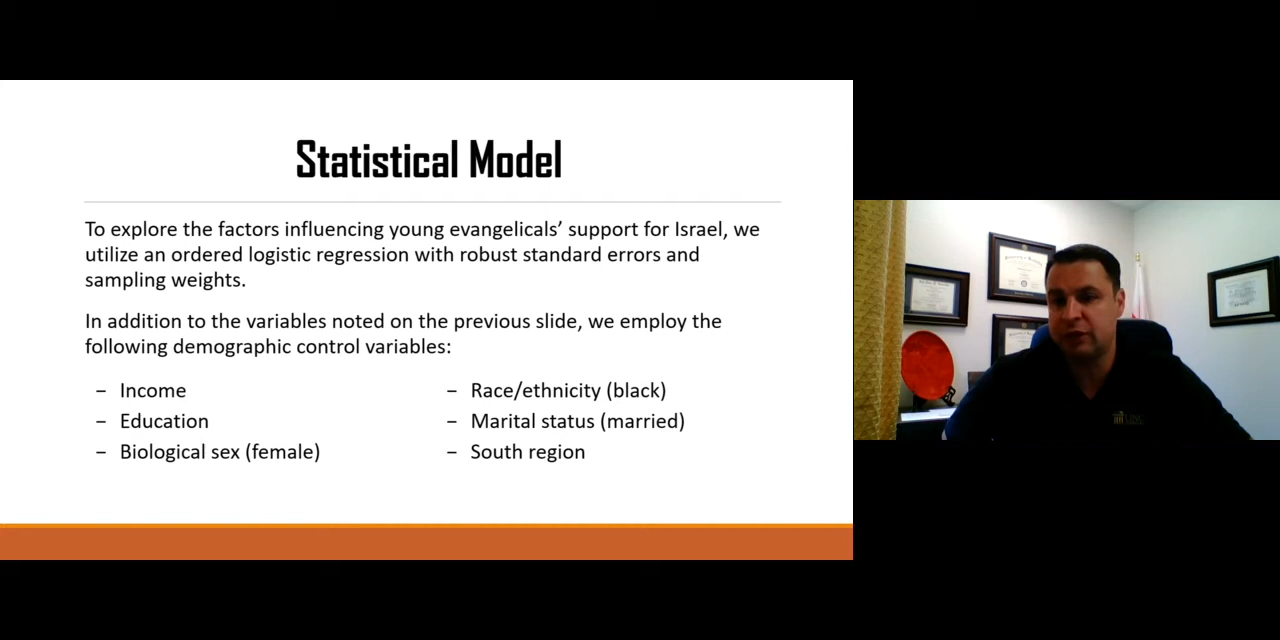 Statistical Model
To explore the factors influencing young evangelicals’ support for Israel, we
utilize an ordered logistic regression with robust standard errors and
sampling weights.
In addition to the variables noted on the previous slide, we employ the
following demographic control variables:
− Income
− Education
− Biological sex (female)
− Race/ethnicity (black)
− Marital status (married)
− South region